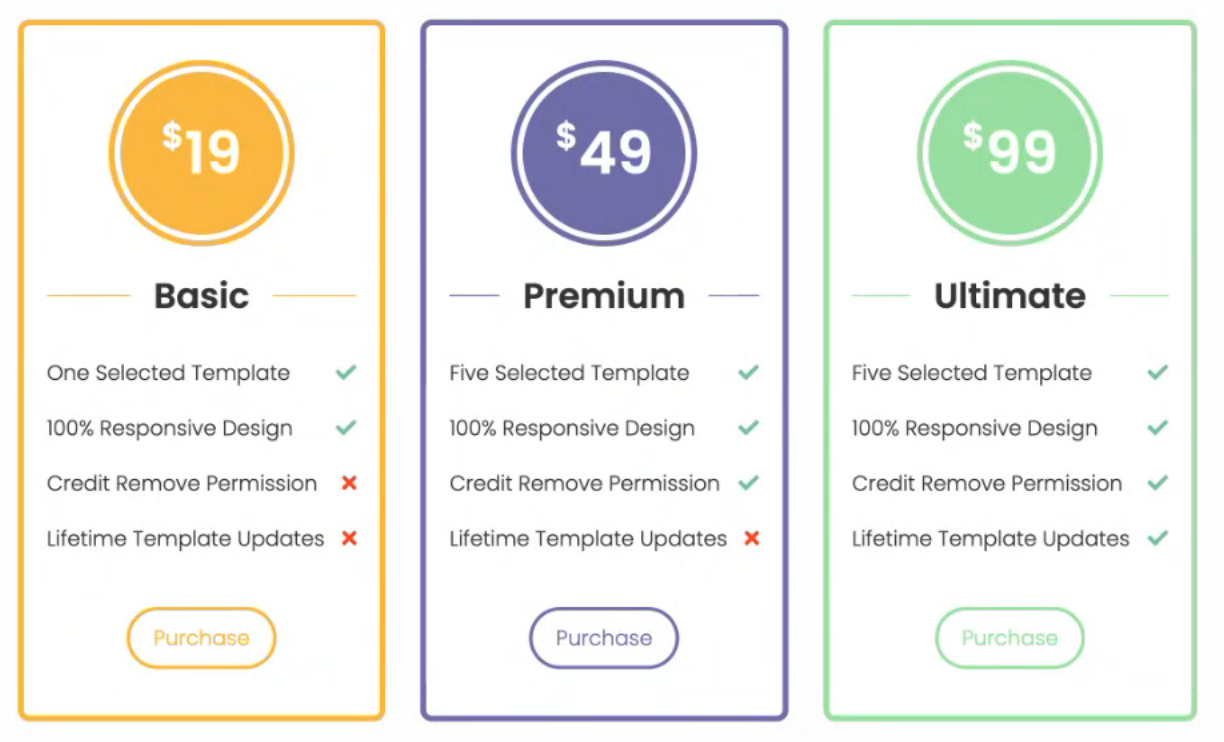 $19
Basic
One Selected Template
100% Responsive Design
Credit Remove Permission
Lifetime Template Updates
Purchase
$49
Premium
Five Selected Template
100% Responsive Design
Credit Remove Permission
Lifetime Template Updates
Purchase
$99
Ultimate
Five Selected Template
100% Responsive Design
Credit Remove Permission
Lifetime Template Updates
Purchase